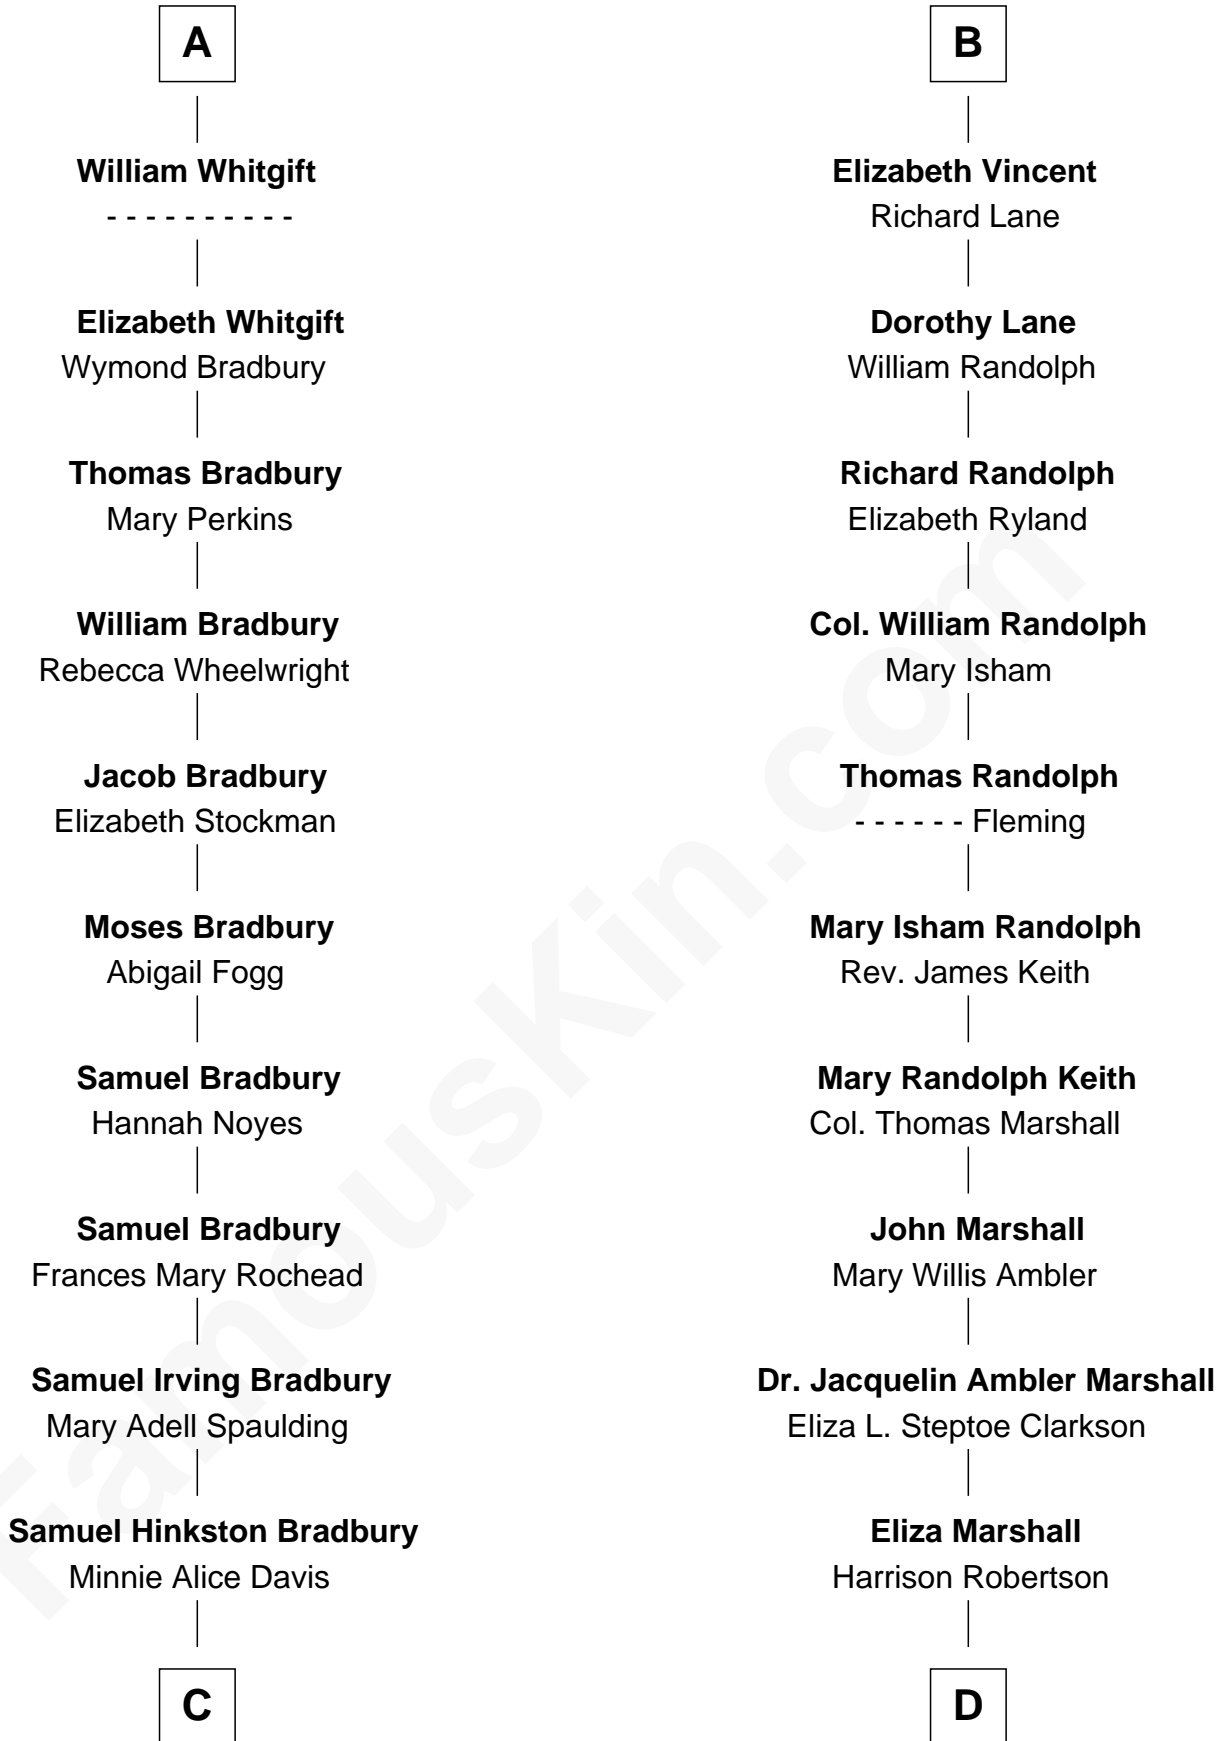 A
William Whitgift
- - - - - - - - - -
Elizabeth Whitgift
Wymond Bradbury
Thomas Bradbury
Mary Perkins
William Bradbury
Rebecca Wheelwright
Jacob Bradbury
Elizabeth Stockman
Moses Bradbury
Abigail Fogg
Samuel Bradbury
Hannah Noyes
Samuel Bradbury
Frances Mary Rochead
Samuel Irving Bradbury
Mary Adell Spaulding
Samuel Hinkston Bradbury
Minnie Alice Davis
C
B
Elizabeth Vincent
Richard Lane
Dorothy Lane
William Randolph
Richard Randolph
Elizabeth Ryland
Col. William Randolph
Mary Isham
Thomas Randolph
- - - - - - Fleming
Mary Isham Randolph
Rev. James Keith
Mary Randolph Keith
Col. Thomas Marshall
John Marshall
Mary Willis Ambler
Dr. Jacquelin Ambler Marshall
Eliza L. Steptoe Clarkson
Eliza Marshall
Harrison Robertson
D
FamousKin.com